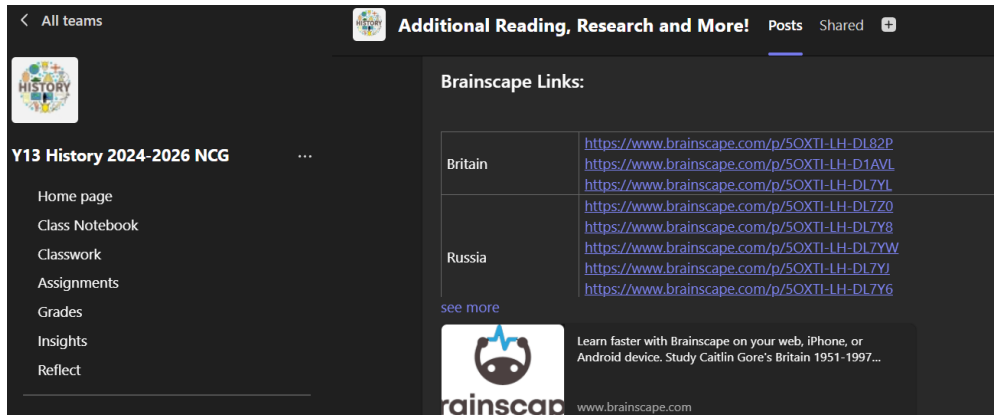 All teams
HISTORY
Y13 History 2024-2026 NCG
...
Home page
Class Notebook
Classwork
Assignments
Grades
Insights
Reflect
HISTORY
Additional Reading, Research and More!
Posts
Shared
Brainscape Links:
Britain
https://www.brainscape.com/p/5OXTI-LH-DL82P
https://www.brainscape.com/p/5OXTI-LH-D1AVL
https://www.brainscape.com/p/5OXTI-LH-DL7YL
Russia
https://www.brainscape.com/p/5OXTI-LH-DL7Z0
https://www.brainscape.com/p/5OXTI-LH-DL7Y8
https://www.brainscape.com/p/5OXTI-LH-DL7YW
https://www.brainscape.com/p/5OXTI-LH-DL7YJ
https://www.brainscape.com/p/5OXTI-LH-DL7Y6
see more
rainscap
Learn faster with Brainscape on your web, iPhone, or
Android device. Study Caitlin Gore's Britain 1951-1997...
www.brainscape.com